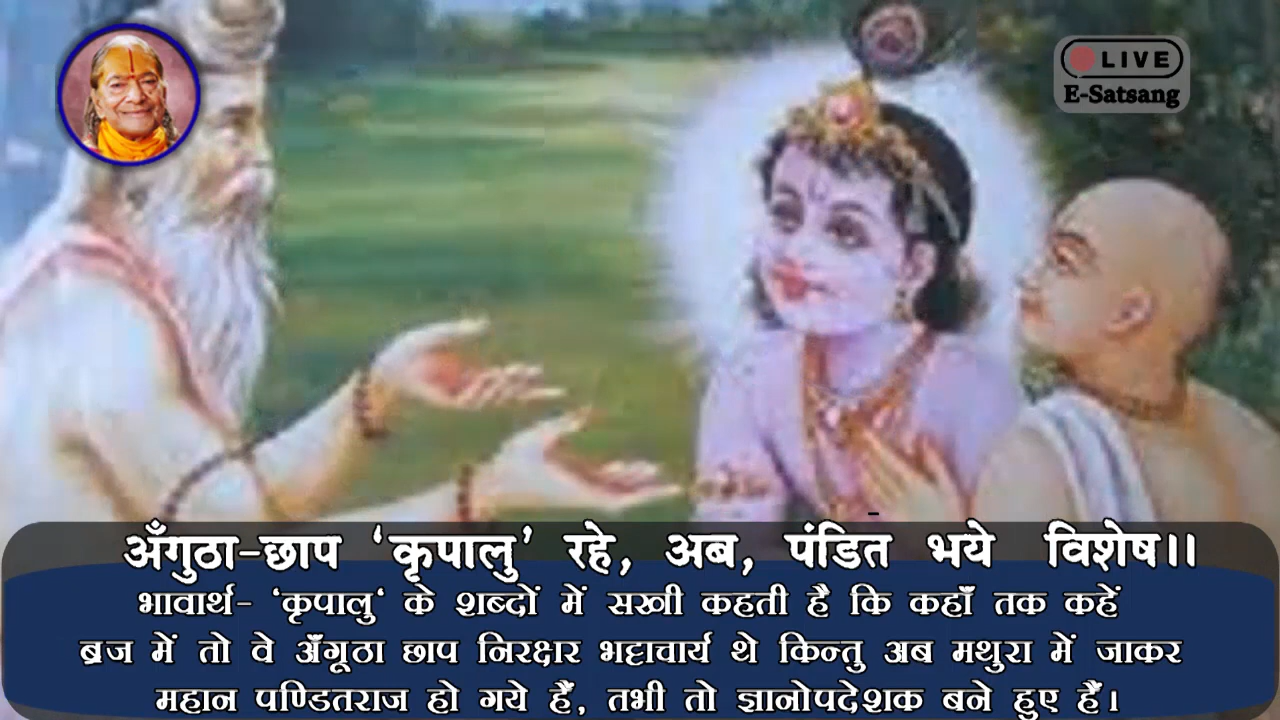 LIVE
E-Satsang
अँगुठा-छाप ‘कृपालु’ रहे, अब, पंडित भये विशेष।।
भावार्थ- ‘कृपालु‘ के शब्दों में सखी कहती है कि कहाँ तक कहें
ब्रज में तो वे अँगूठा छाप निरक्षर भट्टाचार्य थे किन्तु अब मथुरा में जाकर
महान पण्डितराज हो गये हैं, तभी तो ज्ञानोपदेशक बने हुए हैं।